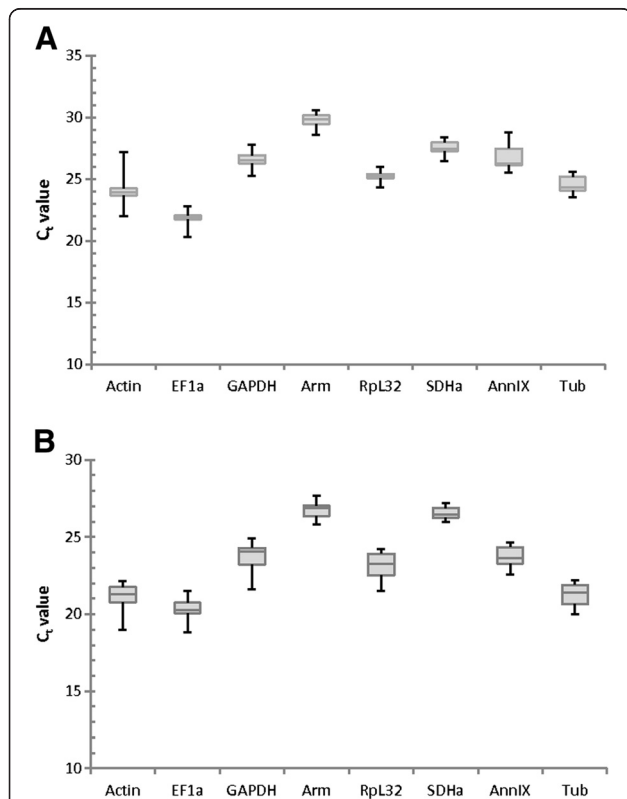 A
35
30
25
20
15
10
Cₜ value
Actin EF1a GAPDH Arm RpL32 SDHa AnnIX Tub
B
30
25
20
15
10
Cₜ value
Actin EF1a GAPDH Arm RpL32 SDHa AnnIX Tub